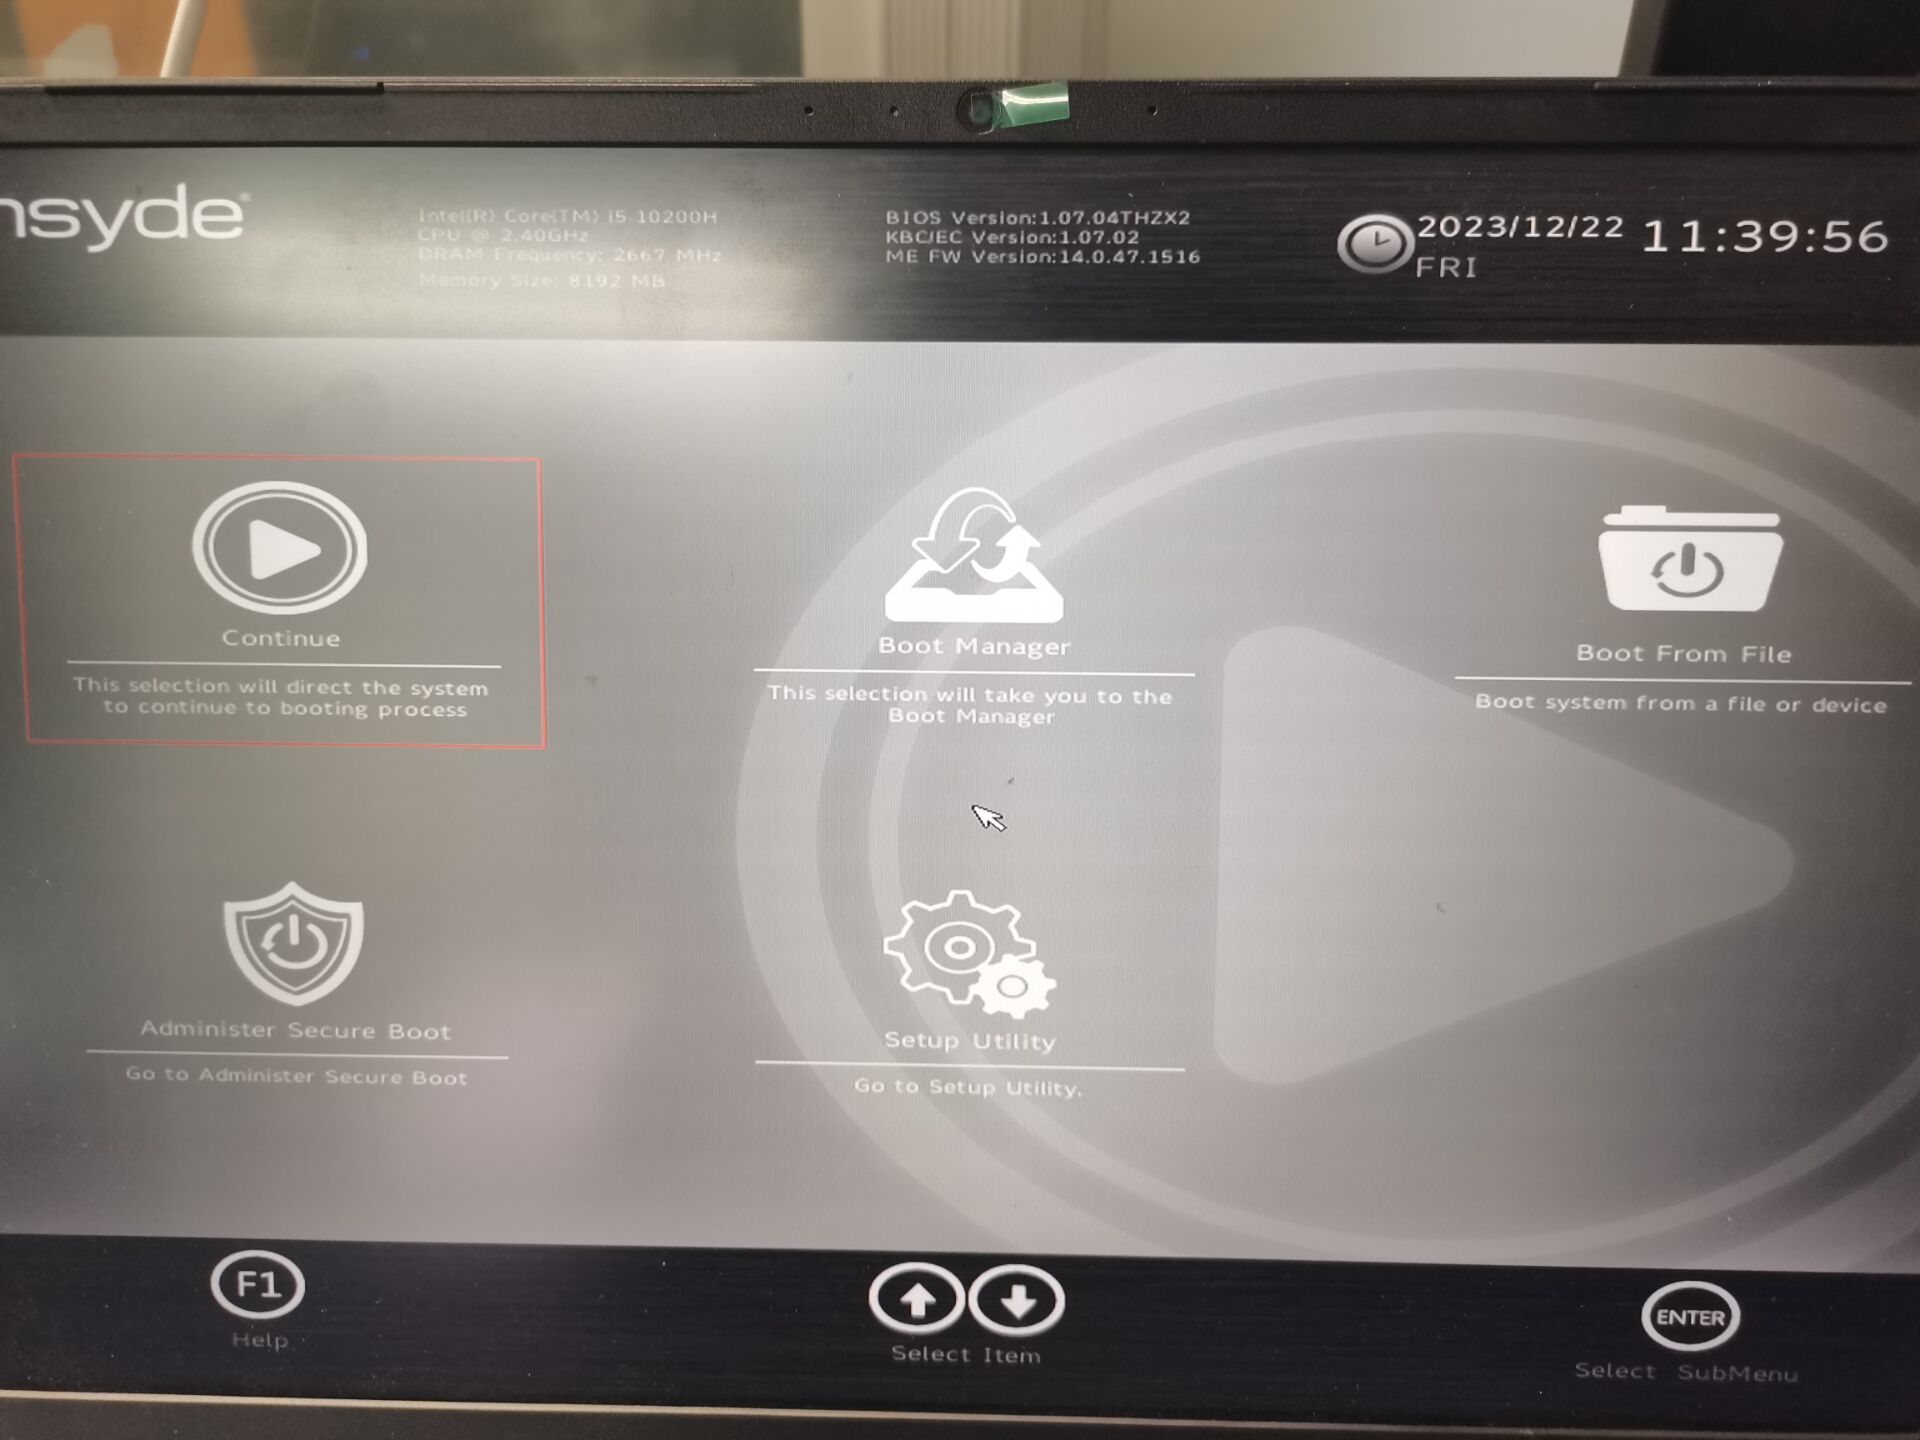 nsyde®
Intel(R) Core(TM) i5-10200H
CPU @ 2.40GHz
DRAM Frequency: 2667 MHz
Memory Size: 8192 MB
BIOS Version:1.07.04THZX2
KBC/EC Version:1.07.02
ME FW Version:14.0.47.1516
2023/12/22 11:39:56
FRI
Continue
This selection will direct the system
to continue to booting process
Boot Manager
This selection will take you to the
Boot Manager
Boot From File
Boot system from a file or device
Administer Secure Boot
Go to Administer Secure Boot
Setup Utility
Go to Setup Utility.
F1
Help
Select Item
ENTER
Select SubMenu